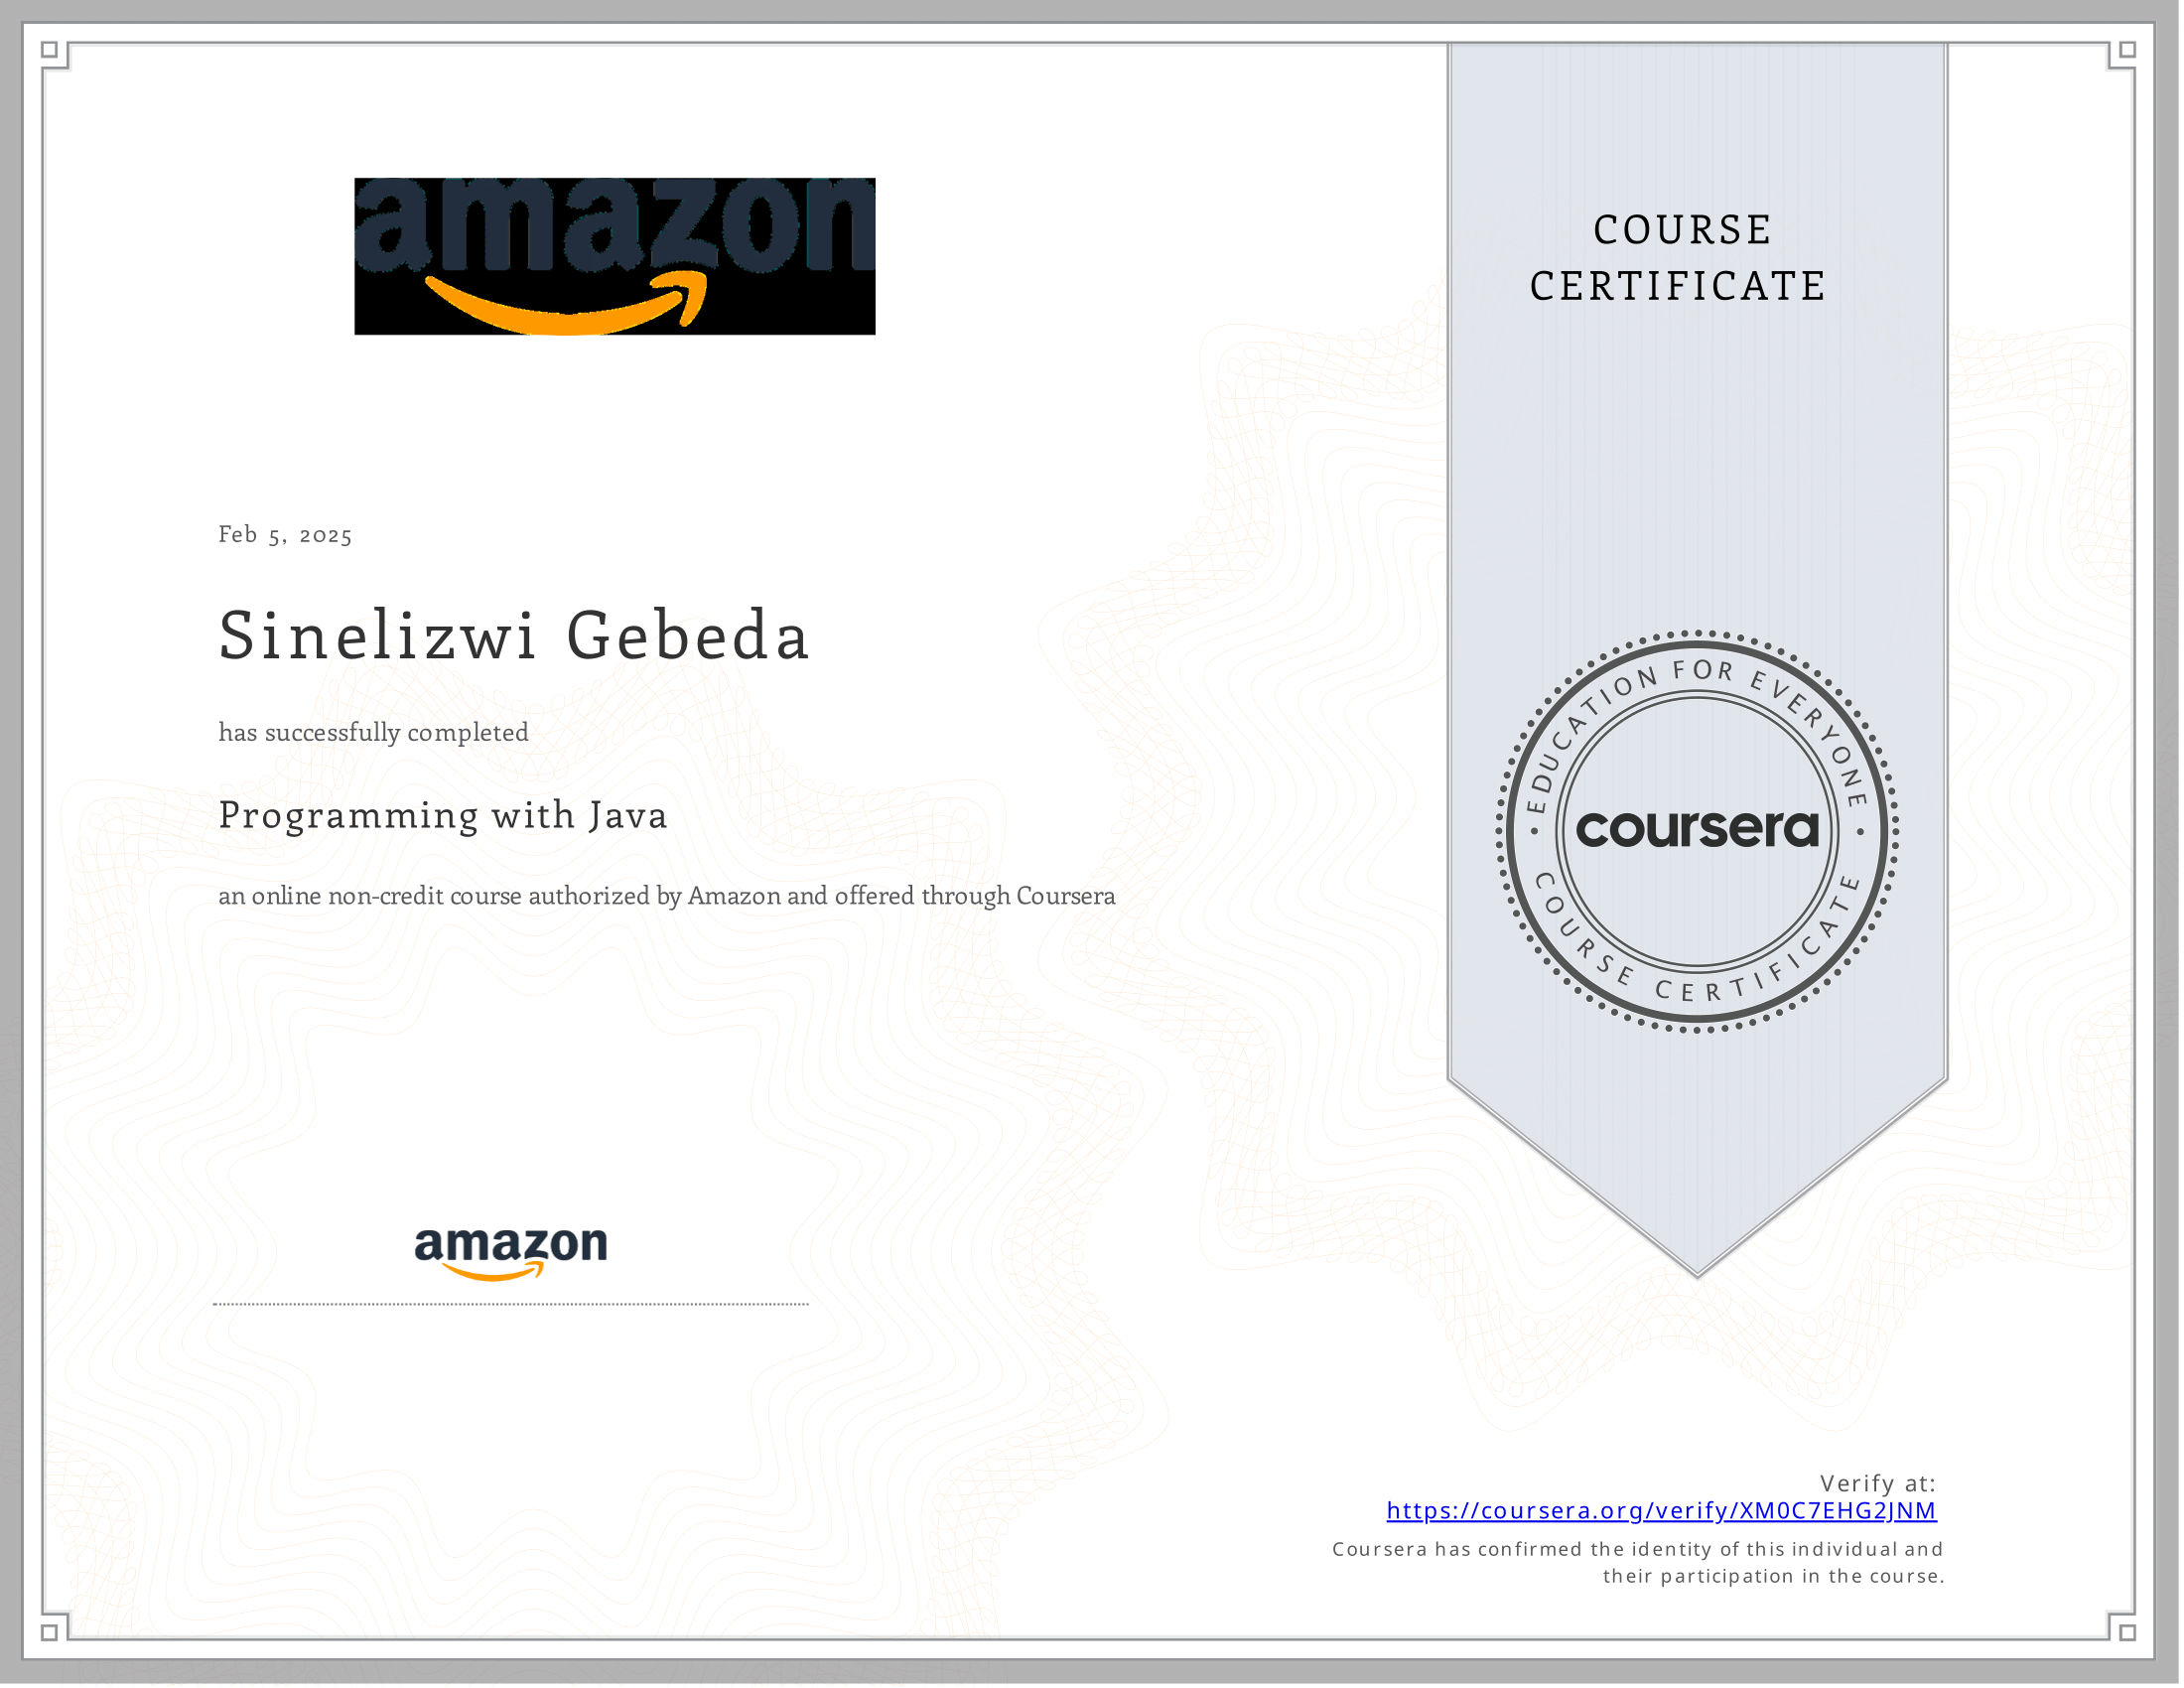 amazon
COURSE
CERTIFICATE
Feb 5, 2025
Sinelizwi Gebeda
has successfully completed
Programming with Java
an online non-credit course authorized by Amazon and offered through Coursera
EDUCATION FOR EVERYONE
coursera
COURSE CERTIFICATE
amazon
Verify at:
https://coursera.org/verify/XM0C7EHG2JNM
Coursera has confirmed the identity of this individual and
their participation in the course.